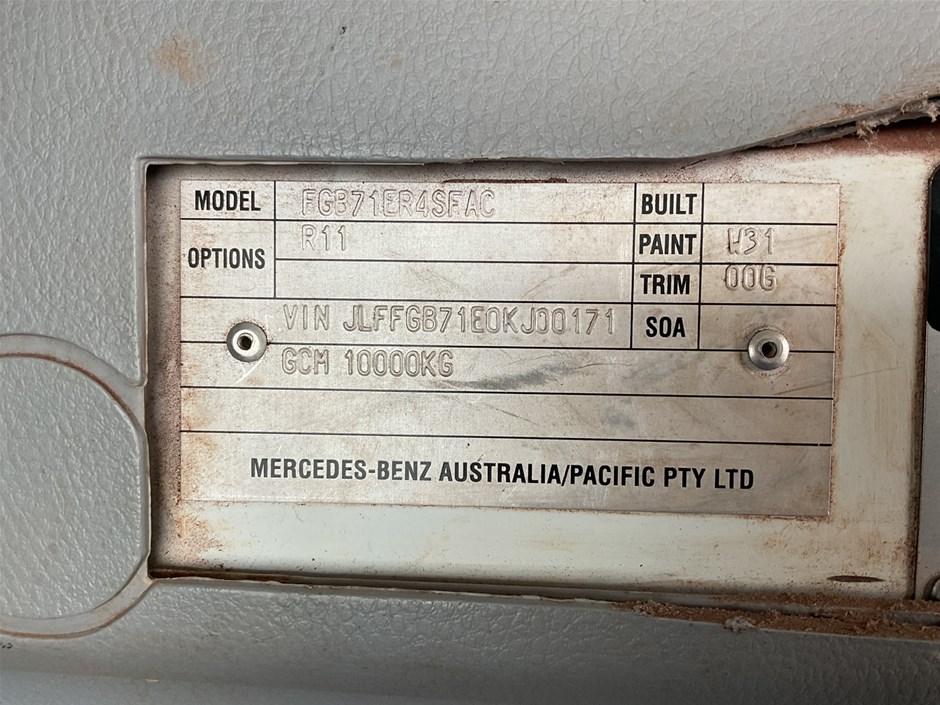 MODEL FGB71ER4SFAC BUILT
OPTIONS R11 PAINT W31
TRIM 00G
VIN JLFFGB71E0KJ00171 SOA
GCM 10000KG
MERCEDES-BENZ AUSTRALIA/PACIFIC PTY LTD